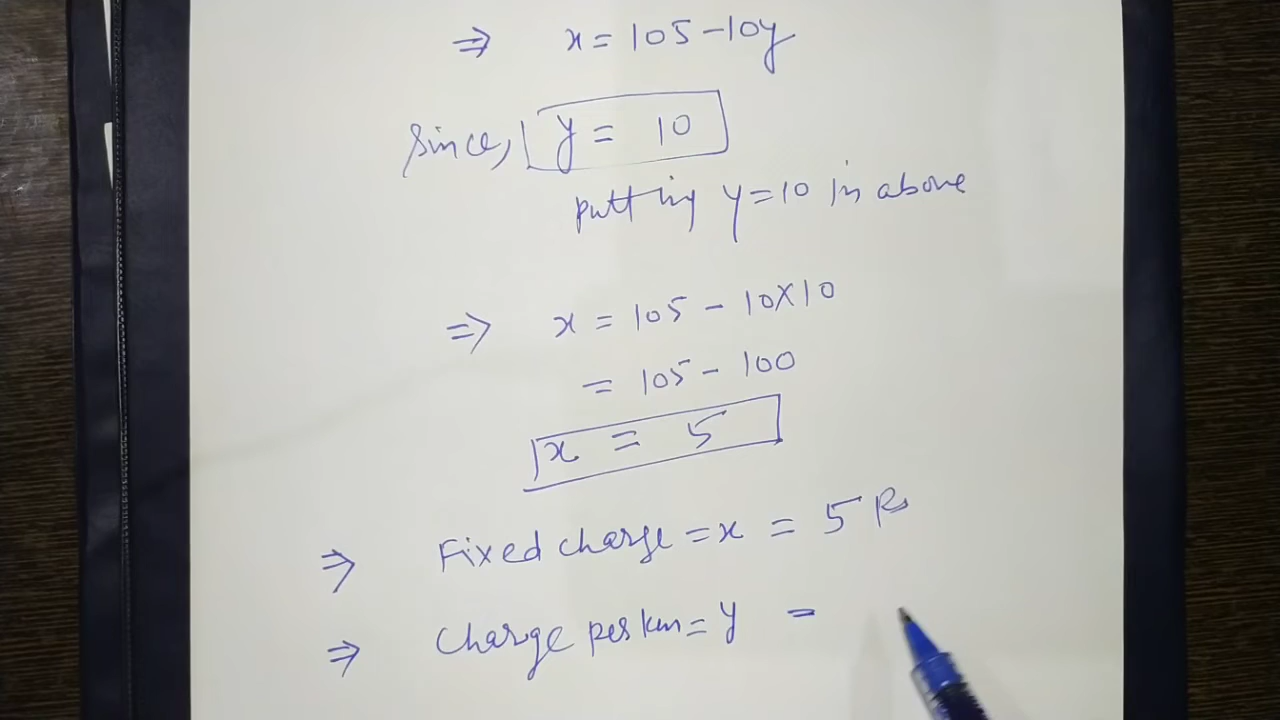 ⇒ x = 105 - 10y
Since, y = 10
putting y = 10 in above
⇒ x = 105 - 10 X 10
= 105 - 100
x = 5
⇒ Fixed charge = x = 5 Rs
⇒ Charge per km = y =